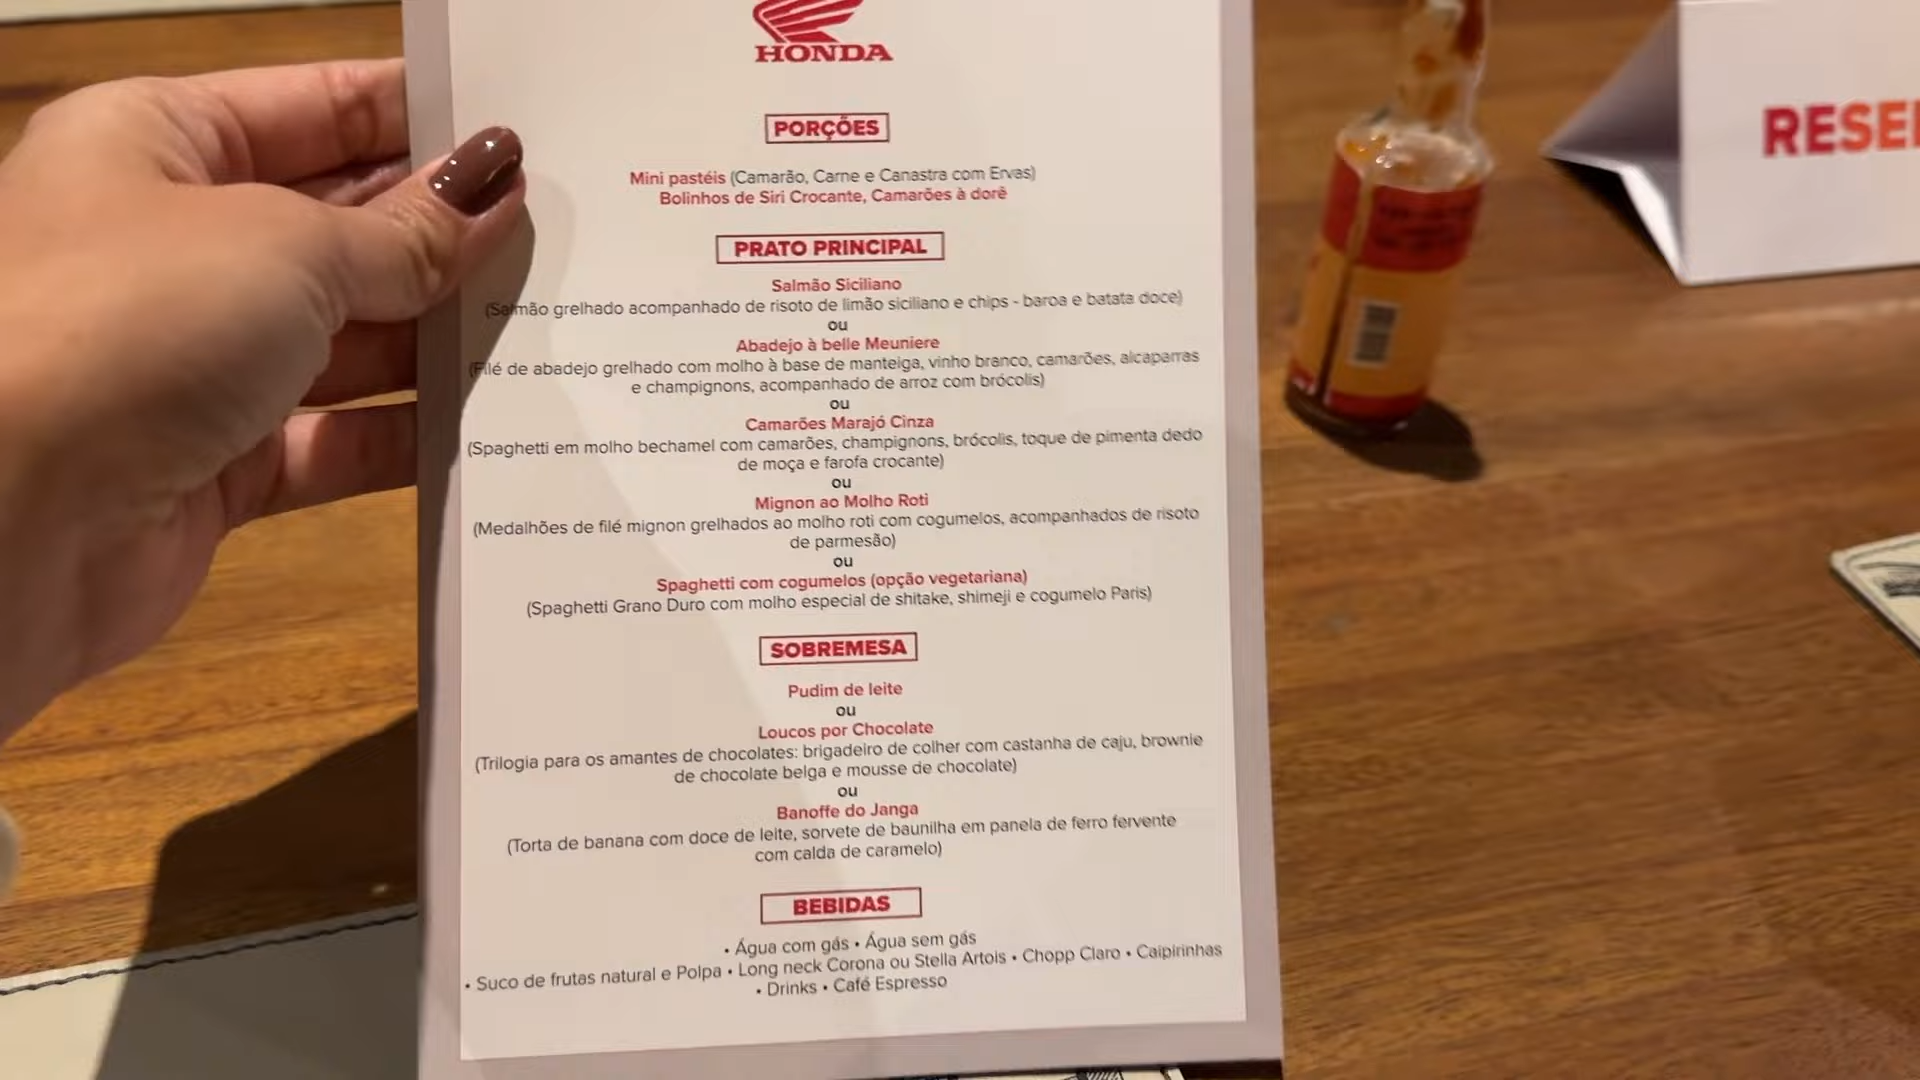 HONDA
PORÇÕES
Mini pastéis (Camarão, Carne e Canastra com Ervas)
Bolinhos de Siri Crocante, Camarões à dorê
PRATO PRINCIPAL
Salmão Siciliano
(Salmão grelhado acompanhado de risoto de limão siciliano e chips - baroa e batata doce)
ou
Abadejo à belle Meuniere
(Filé de abadejo grelhado com molho à base de manteiga, vinho branco, camarões, alcaparras
e champignons, acompanhado de arroz com brócolis)
ou
Camarões Marajó Cinza
(Spaghetti em molho bechamel com camarões, champignons, brócolis, toque de pimenta dedo
de moça e farofa crocante)
ou
Mignon ao Molho Roti
(Medalhões de filé mignon grelhados ao molho roti com cogumelos, acompanhados de risoto
de parmesão)
ou
Spaghetti com cogumelos (opção vegetariana)
(Spaghetti Grano Duro com molho especial de shitake, shimeji e cogumelo Paris)
SOBREMESA
Pudim de leite
ou
Loucos por Chocolate
(Trilogia para os amantes de chocolates: brigadeiro de colher com castanha de caju, brownie
de chocolate belga e mousse de chocolate)
ou
Banoffe do Janga
(Torta de banana com doce de leite, sorvete de baunilha em panela de ferro fervente
com calda de caramelo)
BEBIDAS
• Água com gás • Água sem gás
• Suco de frutas natural e Polpa • Long neck Corona ou Stella Artois • Chopp Claro • Caipirinhas
• Drinks • Café Espresso
RESE